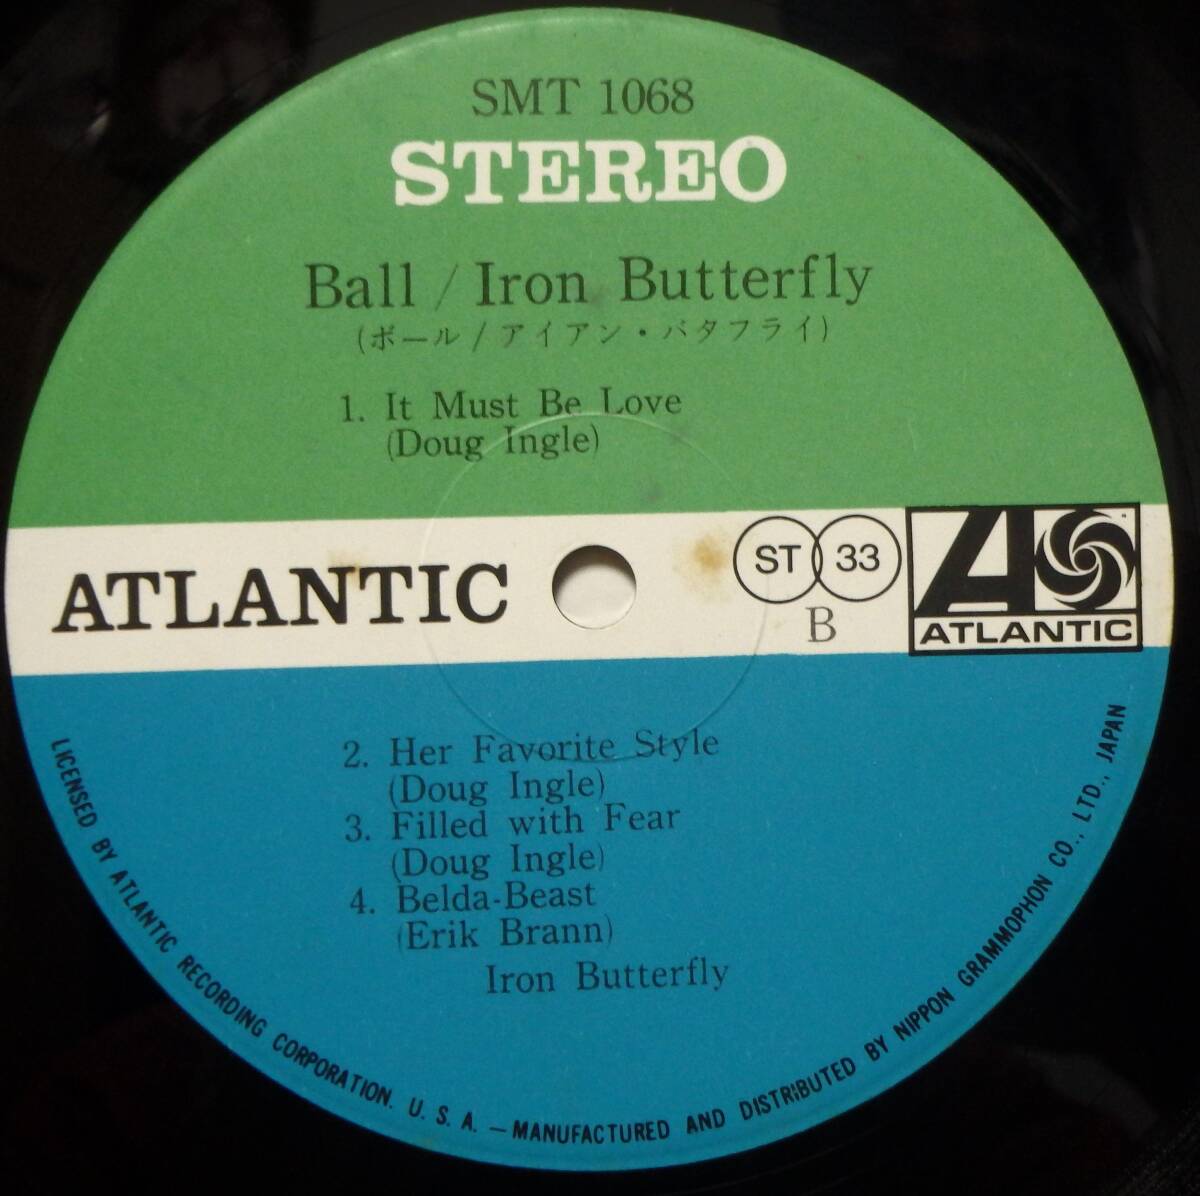 SMT 1068
STEREO
Ball / Iron Butterfly
(ボール / アイアン・バタフライ)
1. It Must Be Love
(Doug Ingle)
ATLANTIC
ST 33
B
ATLANTIC
2. Her Favorite Style
(Doug Ingle)
3. Filled with Fear
(Doug Ingle)
4. Belda-Beast
(Erik Brann)
Iron Butterfly
LICENSED BY ATLANTIC RECORDING CORPORATION. U. S. A. — MANUFACTURED AND DISTRIBUTED BY NIPPON GRAMMOPHON CO., LTD., JAPAN